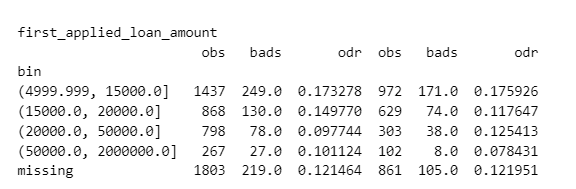 first_applied_loan_amount
obs bads odr obs bads odr
bin
(4999.999, 15000.0] 1437 249.0 0.173278 972 171.0 0.175926
(15000.0, 20000.0] 868 130.0 0.149770 629 74.0 0.117647
(20000.0, 50000.0] 798 78.0 0.097744 303 38.0 0.125413
(50000.0, 2000000.0] 267 27.0 0.101124 102 8.0 0.078431
missing 1803 219.0 0.121464 861 105.0 0.121951